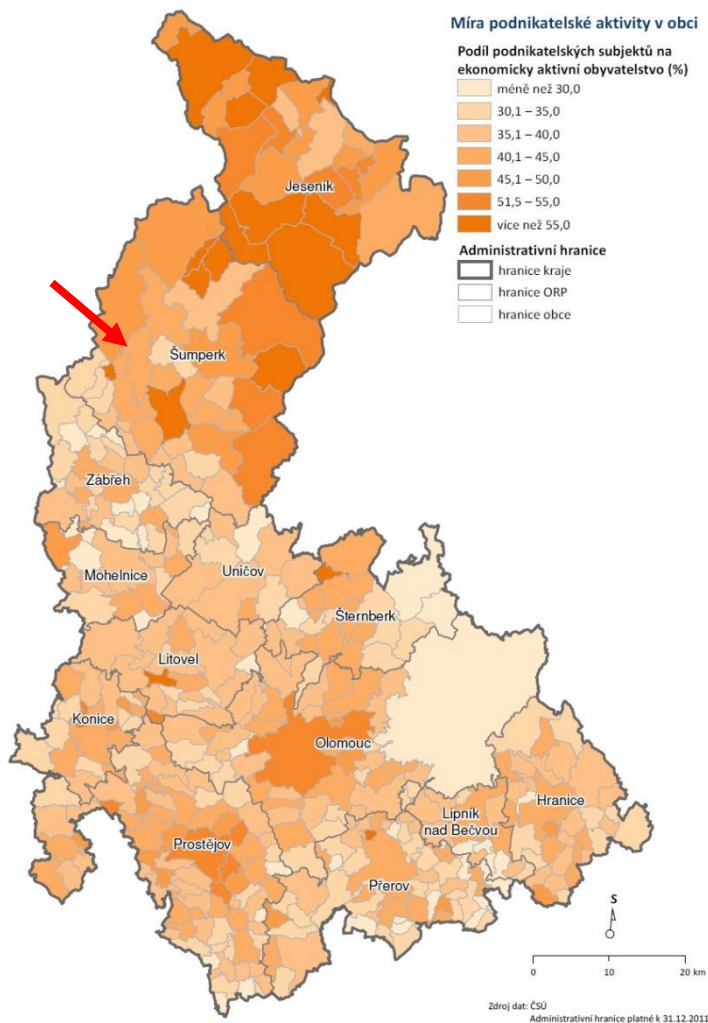 Míra podnikatelské aktivity v obci
Podíl podnikatelských subjektů na
ekonomicky aktivní obyvatelstvo (%)
méně než 30,0
30,1 – 35,0
35,1 – 40,0
40,1 – 45,0
45,1 – 50,0
51,5 – 55,0
více než 55,0
Administrativní hranice
hranice kraje
hranice ORP
hranice obce
Jeseník
Šumperk
Zábřeh
Mohelnice
Uničov
Šternberk
Litovel
Konice
Olomouc
Hranice
Lipník
nad Bečvou
Prostějov
Přerov
S
0 10 20 km
Zdroj dat: ČSÚ
Administrativní hranice platné k 31.12.2011